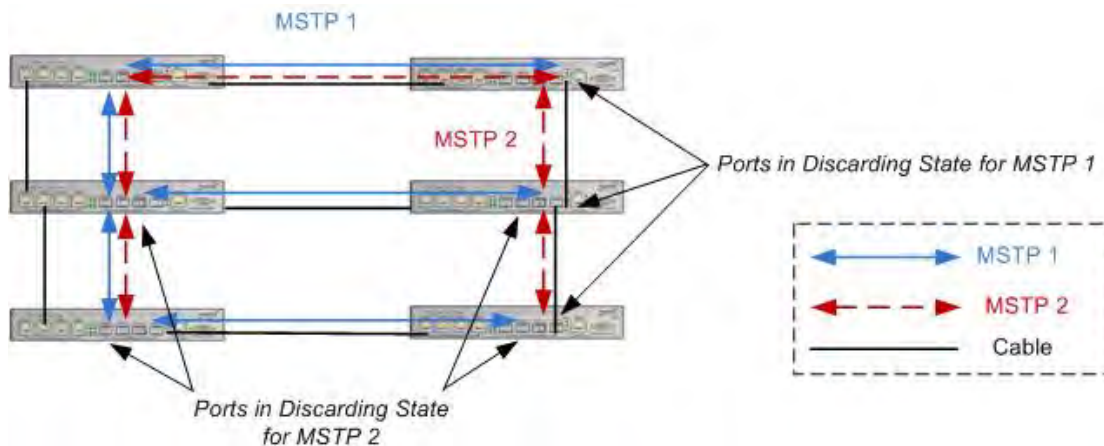 MSTP 1
MSTP 2
Ports in Discarding State for MSTP 1
MSTP 1
MSTP 2
Cable
Ports in Discarding State
for MSTP 2